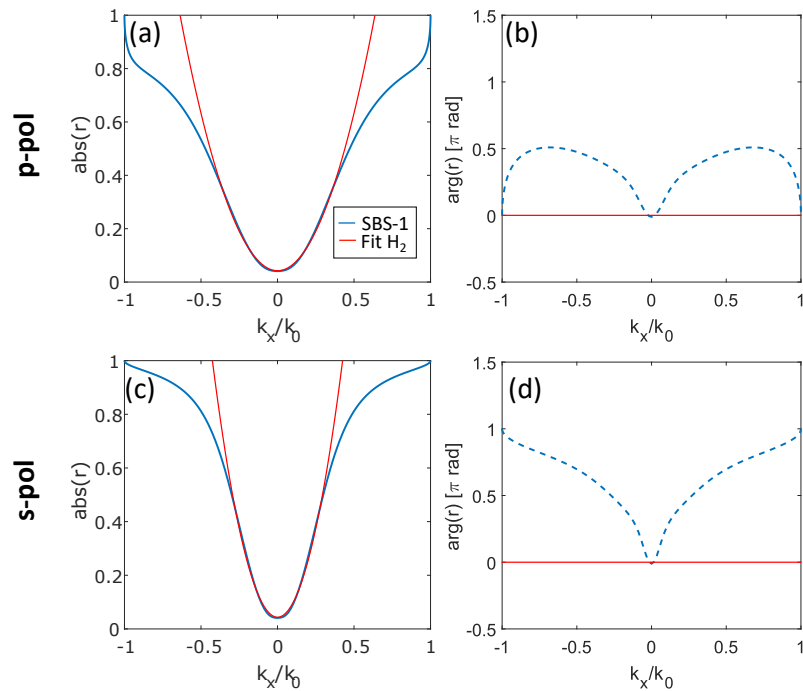 p-pol
(a)
abs(r)
1
0.8
0.6
0.4
0.2
0
-1 -0.5 0 0.5 1
kₓ/k₀
SBS-1
Fit H₂
(b)
arg(r) [π rad]
1.5
1
0.5
0
-0.5
-1 -0.5 0 0.5 1
kₓ/k₀
s-pol
(c)
abs(r)
1
0.8
0.6
0.4
0.2
0
-1 -0.5 0 0.5 1
kₓ/k₀
(d)
arg(r) [π rad]
1.5
1
0.5
0
-0.5
-1 -0.5 0 0.5 1
kₓ/k₀